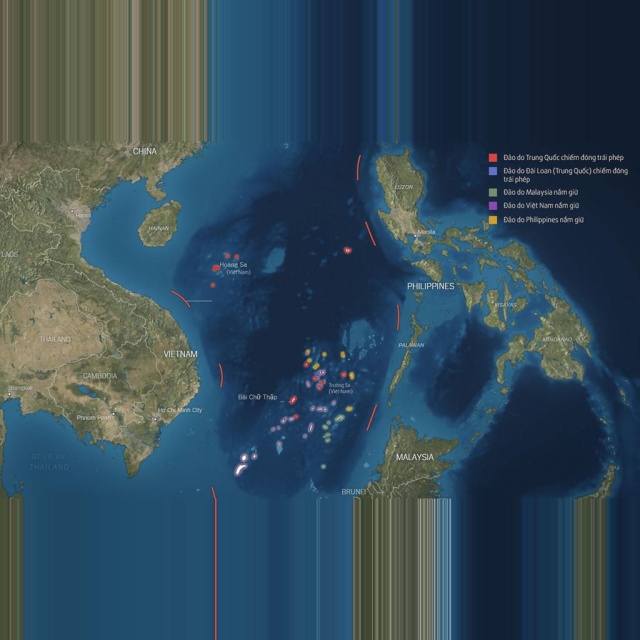 CHINA
Đảo do Trung Quốc chiếm đóng trái phép
Đảo do Đài Loan (Trung Quốc) chiếm đóng
trái phép
Đảo do Malaysia nắm giữ
Đảo do Việt Nam nắm giữ
Đảo do Philippines nắm giữ
LUZON
HAINAN
Manila
LAOS
Hoàng Sa
(Việt Nam)
PHILIPPINES
THAILAND
VIETNAM
PALAWAN
MINDANAO
CAMBODIA
Trường Sa
(Việt Nam)
Bãi Chữ Thập
Ho Chi Minh City
Phnom Penh
GULF OF
THAILAND
MALAYSIA
BRUNEI